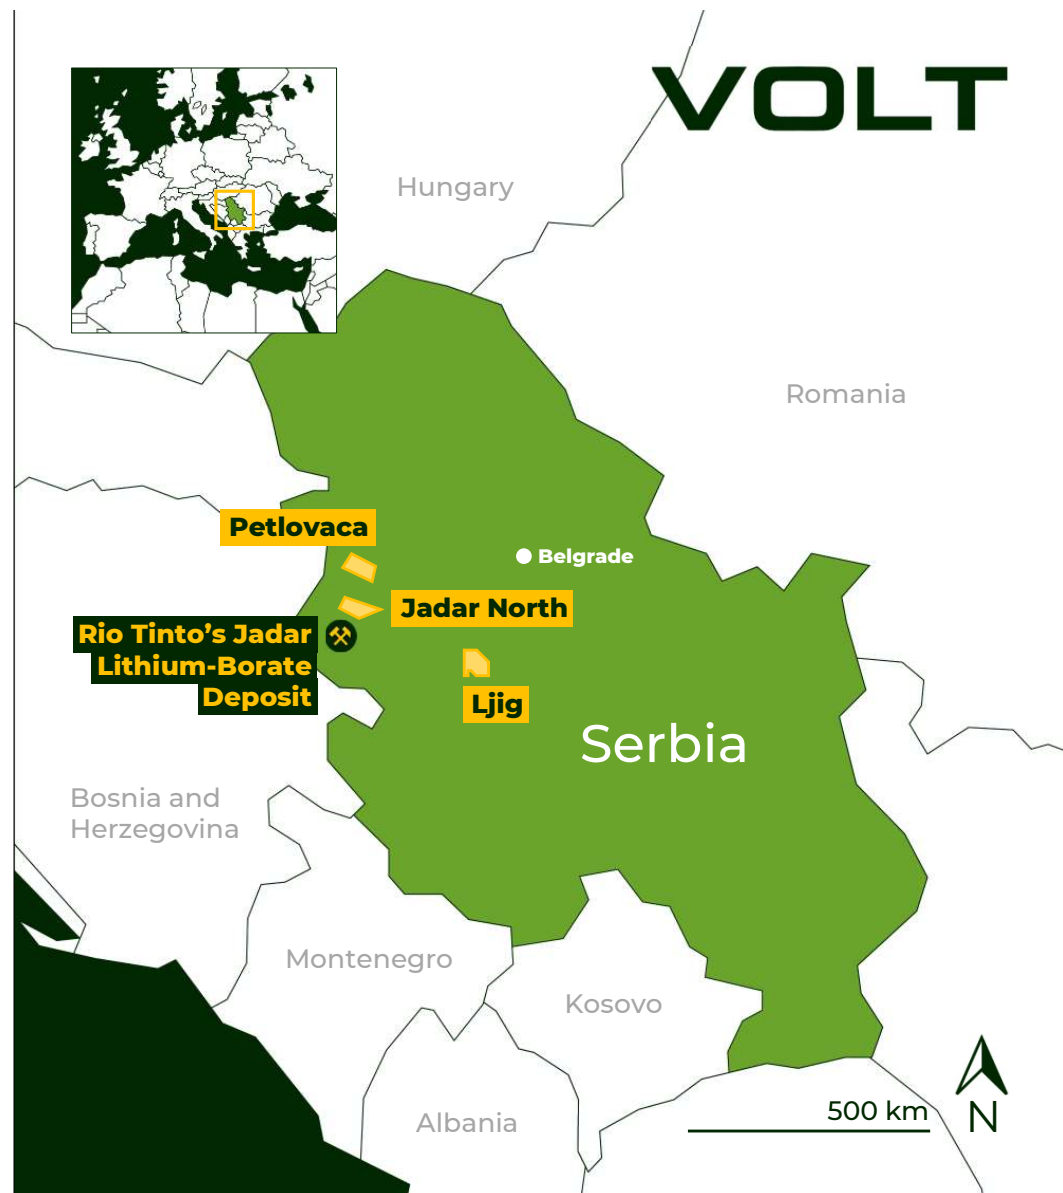 VOLT
Hungary
Romania
Petlovaca
Belgrade
Jadar North
Rio Tinto’s Jadar
Lithium-Borate
Deposit
Ljig
Serbia
Bosnia and
Herzegovina
Montenegro
Kosovo
Albania
500 km
N